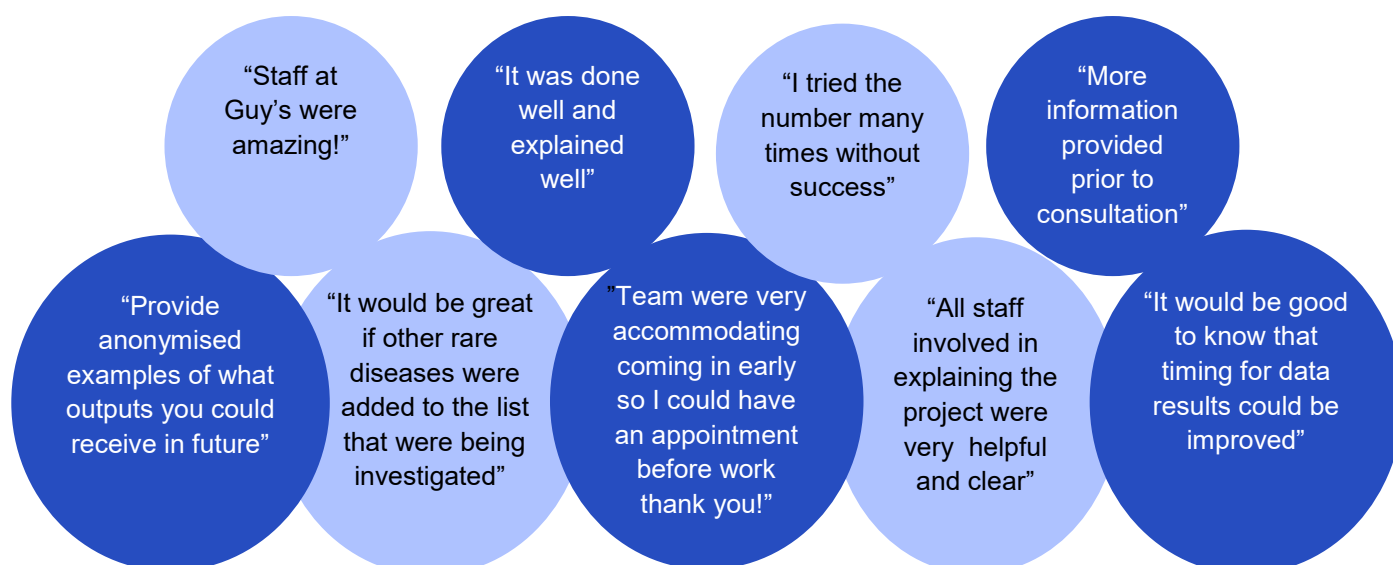 “Staff at
Guy’s were
amazing!”
“It was done
well and
explained
well”
“I tried the
number many
times without
success”
“More
information
provided
prior to
consultation”
“Provide
anonymised
examples of what
outputs you could
receive in future”
“It would be great
if other rare
diseases were
added to the list
that were being
investigated”
”Team were very
accommodating
coming in early
so I could have
an appointment
before work
thank you!”
“All staff
involved in
explaining the
project were
very  helpful
and clear”
“It would be good
to know that
timing for data
results could be
improved”